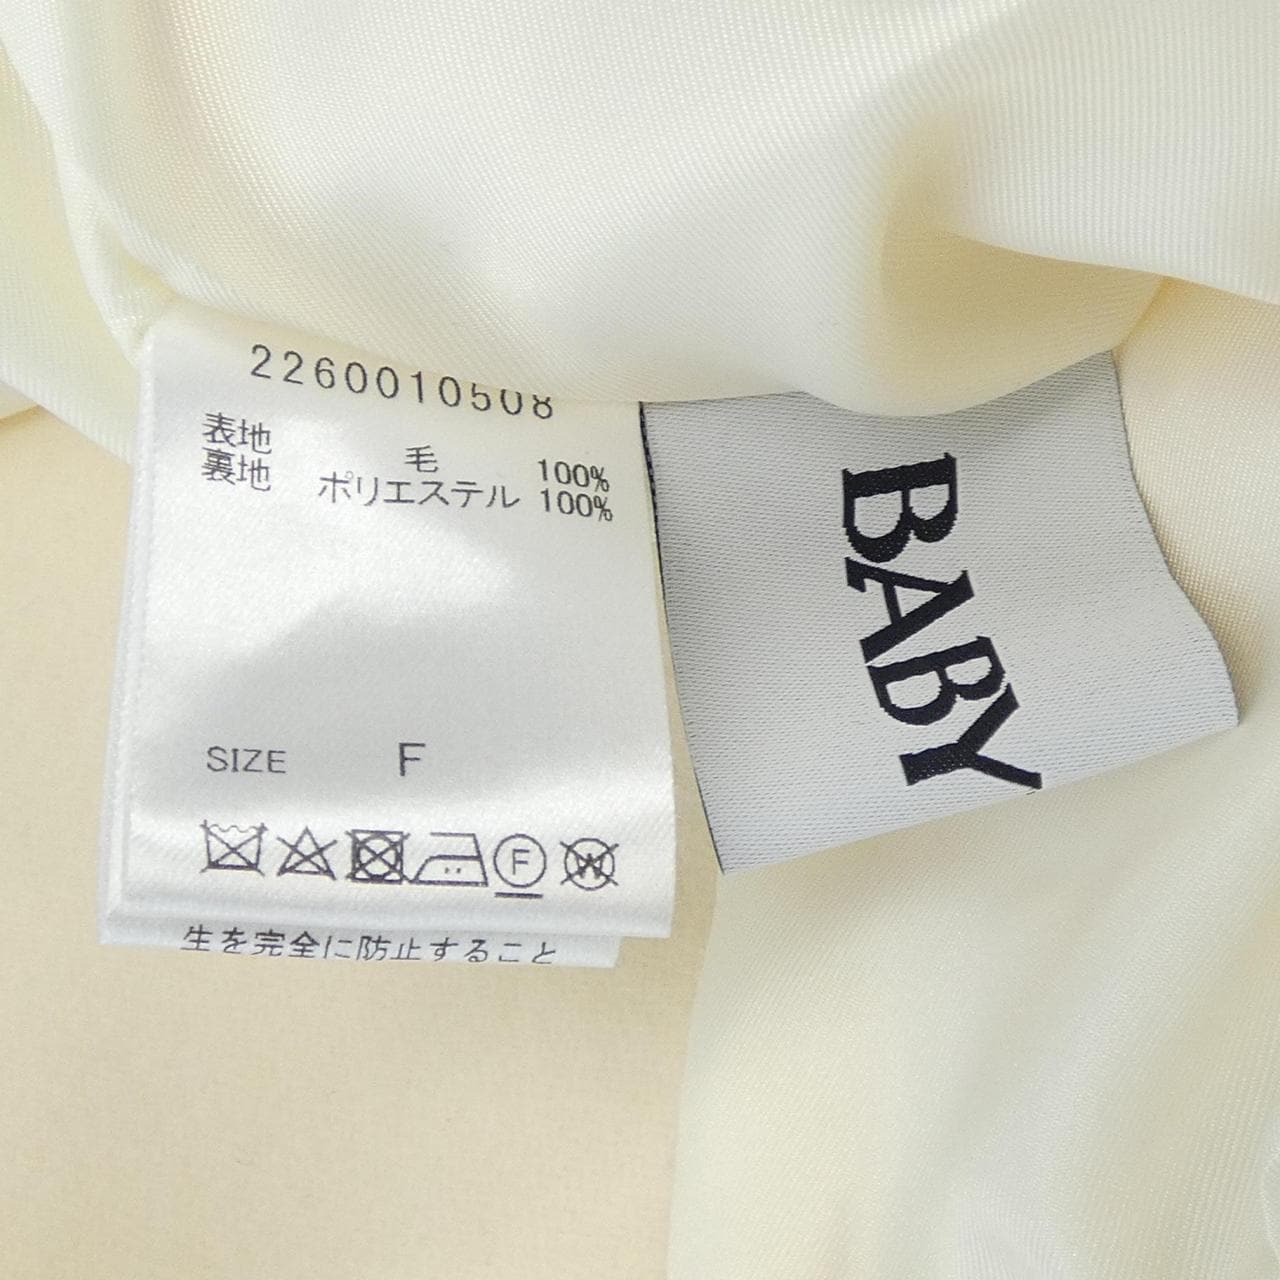 2260010508
表地 毛 100%
裏地 ポリエステル 100%
SIZE F
F
W
生を完全に防止すること
BABY